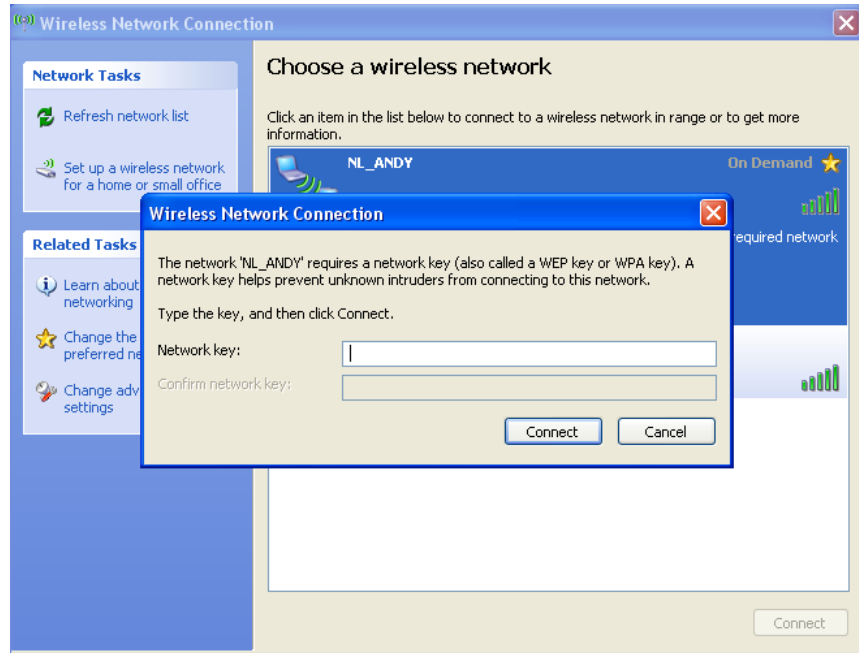 Wireless Network Connection
Network Tasks
Refresh network list
Set up a wireless network
for a home or small office
Related Tasks
Learn about
networking
Change the
preferred
Change
settings
Choose a wireless network
Click an item in the list below to connect to a wireless network in range or to get more
information.
NL_ANDY
On Demand
required network
Wireless Network Connection
The network 'NL_ANDY' requires a network key (also called a WEP key or WPA key). A
network key helps prevent unknown intruders from connecting to this network.
Type the key, and then click Connect.
Network key:
Confirm network key:
Connect
Cancel
Connect